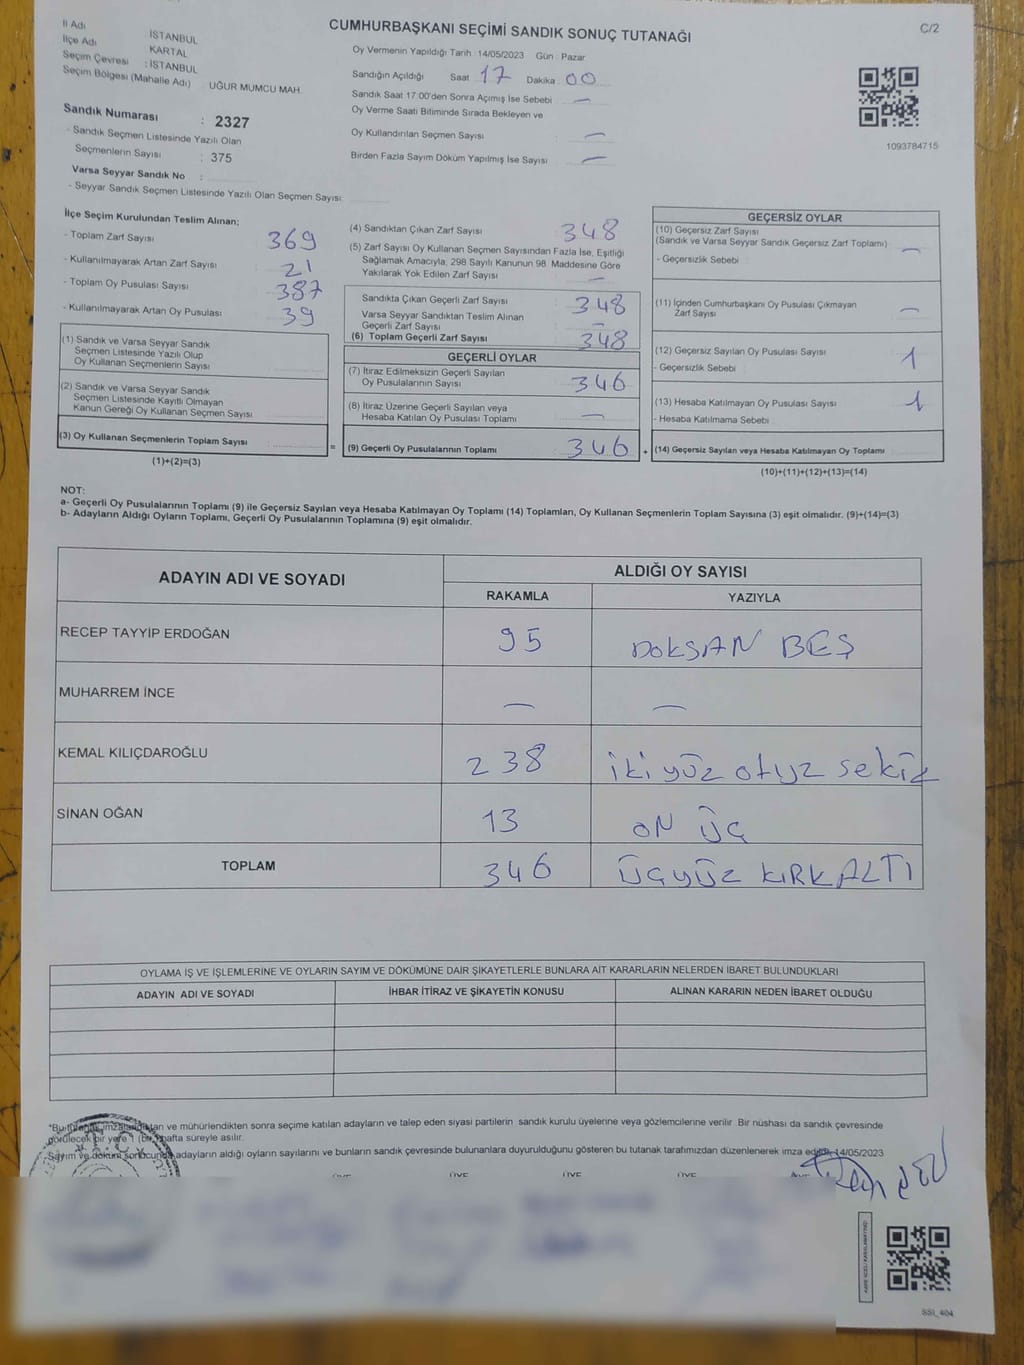 CUMHURBAŞKANI SEÇİMİ SANDIK SONUÇ TUTANAĞI
C/2
İl Adı : İSTANBUL
İlçe Adı : KARTAL
Seçim Çevresi : İSTANBUL
Seçim Bölgesi (Mahalle Adı) UĞUR MUMCU MAH.
Sandık Numarası : 2327
- Sandık Seçmen Listesinde Yazılı Olan
Seçmenlerin Sayısı : 375
Varsa Seyyar Sandık No :
- Seyyar Sandık Seçmen Listesinde Yazılı Olan Seçmen Sayısı:
Oy Vermenin Yapıldığı Tarih: 14/05/2023 Gün : Pazar
Sandığın Açıldığı Saat 17 Dakika 00
Sandık Saat 17:00'den Sonra Açılmış İse Sebebi : —
Oy Verme Saati Bitiminde Sırada Bekleyen ve
Oy Kullandırılan Seçmen Sayısı : —
Birden Fazla Sayım Döküm Yapılmış İse Sayısı : —
1093784715
İlçe Seçim Kurulundan Teslim Alınan;
- Toplam Zarf Sayısı : 369
- Kullanılmayarak Artan Zarf Sayısı : 21
- Toplam Oy Pusulası Sayısı : 387
- Kullanılmayarak Artan Oy Pusulası : 39
(1) Sandık ve Varsa Seyyar Sandık
Seçmen Listesinde Yazılı Olup
Oy Kullanan Seçmenlerin Sayısı :
(2) Sandık ve Varsa Seyyar Sandık
Seçmen Listesinde Kayıtlı Olmayan
Kanun Gereği Oy Kullanan Seçmen Sayısı
(3) Oy Kullanan Seçmenlerin Toplam Sayısı : =
(1)+(2)=(3)
(4) Sandıktan Çıkan Zarf Sayısı : 348
(5) Zarf Sayısı Oy Kullanan Seçmen Sayısından Fazla İse, Eşitliği
Sağlamak Amacıyla, 298 Sayılı Kanunun 98. Maddesine Göre
Yakılarak Yok Edilen Zarf Sayısı : —
Sandıkta Çıkan Geçerli Zarf Sayısı : 348
Varsa Seyyar Sandıktan Teslim Alınan
Geçerli Zarf Sayısı : —
(6) Toplam Geçerli Zarf Sayısı : 348
GEÇERLİ OYLAR
(7) İtiraz Edilmeksizin Geçerli Sayılan
Oy Pusulalarının Sayısı : 346
(8) İtiraz Üzerine Geçerli Sayılan veya
Hesaba Katılan Oy Pusulası Toplamı : —
(9) Geçerli Oy Pusulalarının Toplamı : 346 +
GEÇERSİZ OYLAR
(10) Geçersiz Zarf Sayısı
(Sandık ve Varsa Seyyar Sandık Geçersiz Zarf Toplamı) : —
- Geçersizlik Sebebi :
(11) İçinden Cumhurbaşkanı Oy Pusulası Çıkmayan
Zarf Sayısı : —
(12) Geçersiz Sayılan Oy Pusulası Sayısı : 1
- Geçersizlik Sebebi :
(13) Hesaba Katılmayan Oy Pusulası Sayısı : 1
- Hesaba Katılmama Sebebi :
(14) Geçersiz Sayılan veya Hesaba Katılmayan Oy Toplamı :
(10)+(11)+(12)+(13)=(14)
NOT:
a- Geçerli Oy Pusulalarının Toplamı (9) ile Geçersiz Sayılan veya Hesaba Katılmayan Oy Toplamı (14) Toplamları, Oy Kullanan Seçmenlerin Toplam Sayısına (3) eşit olmalıdır. (9)+(14)=(3)
b- Adayların Aldığı Oyların Toplamı, Geçerli Oy Pusulalarının Toplamına (9) eşit olmalıdır.
ADAYIN ADI VE SOYADI ALDIĞI OY SAYISI
RAKAMLA YAZIYLA
RECEP TAYYİP ERDOĞAN 95 DOKSAN BEŞ
MUHARREM İNCE — —
KEMAL KILIÇDAROĞLU 238 iki yüz otuz sekiz
SİNAN OĞAN 13 ON ÜÇ
TOPLAM 346 ÜÇYÜZ KIRKALTI
OYLAMA İŞ VE İŞLEMLERİNE VE OYLARIN SAYIM VE DÖKÜMÜNE DAİR ŞİKAYETLERLE BUNLARA AİT KARARLARIN NELERDEN İBARET BULUNDUKLARI
ADAYIN ADI VE SOYADI İHBAR İTİRAZ VE ŞİKAYETİN KONUSU ALINAN KARARIN NEDEN İBARET OLDUĞU
ve mühürlendikten sonra seçime katılan adayların ve talep eden siyasi partilerin sandık kurulu üyelerine veya gözlemcilerine verilir. Bir nüshası da sandık çevresinde
görülecek bir yere 1 (bir) hafta süreyle asılır.
Sayım ve döküm sonucunda adayların aldığı oyların sayılarını ve bunların sandık çevresinde bulunanlara duyurulduğunu gösteren bu tutanak tarafımızdan düzenlenerek imza edildi. 14/05/2023
ÜYE ÜYE ÜYE ÜYE
SSİ_404